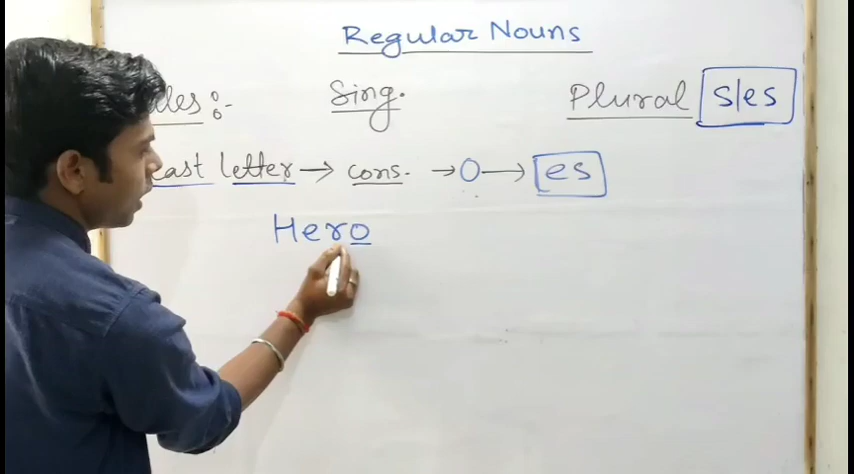 Regular Nouns
Sing. Plural s/es
letter → cons. → O → es
Hero